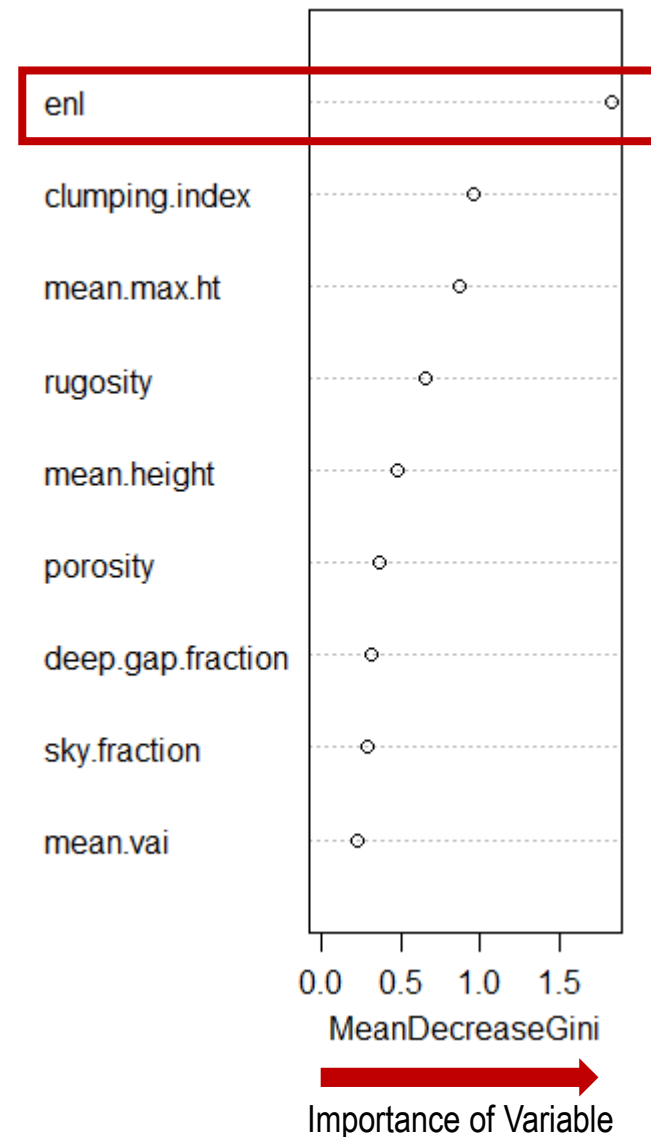 enl
clumping.index
mean.max.ht
rugosity
mean.height
porosity
deep.gap.fraction
sky.fraction
mean.vai
0.0 0.5 1.0 1.5
MeanDecreaseGini
Importance of Variable